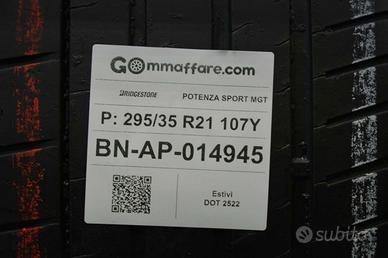 GOmmaffare.com
BRIDGESTONE POTENZA SPORT MGT
P: 295/35 R21 107Y
BN-AP-014945
Estivi
DOT 2522
subito